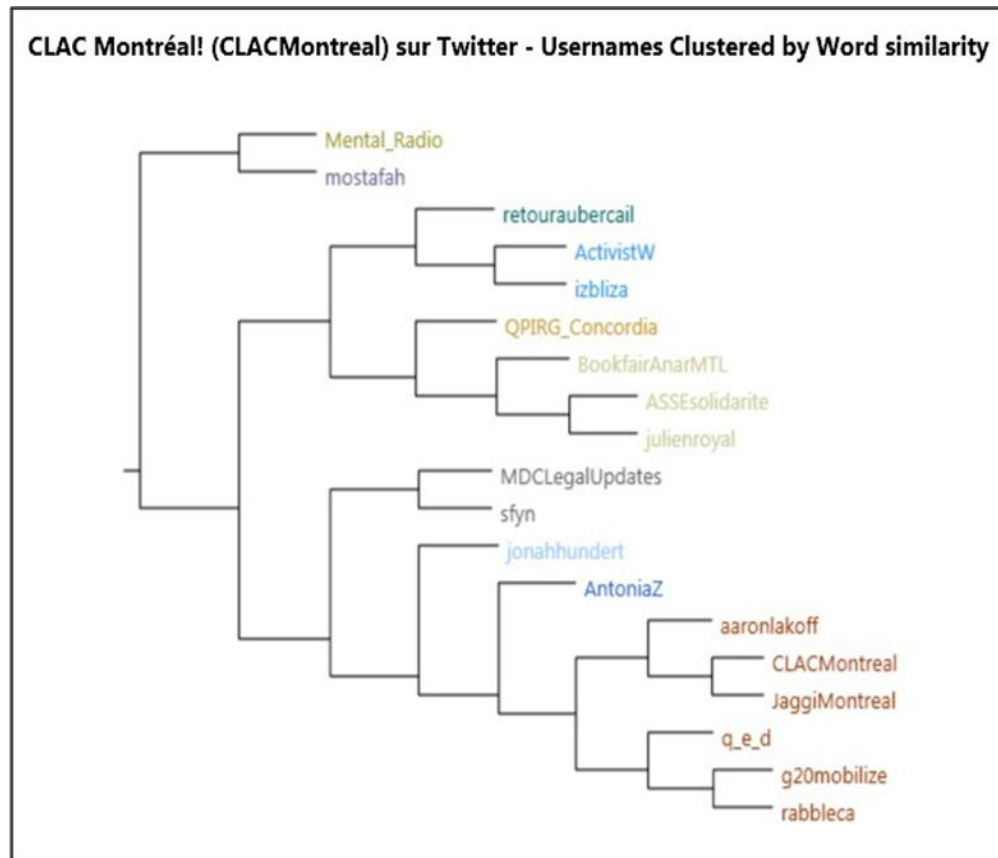 CLAC Montréal! (CLACMontreal) sur Twitter - Usernames Clustered by Word similarity
Mental_Radio
mostafah
retouraubercail
ActivistW
izbliza
QPIRG_Concordia
BookfairAnarMTL
ASSEsolidarite
julienroyal
MDCLegalUpdates
sfyn
jonahhundert
AntoniaZ
aaronlakoff
CLACMontreal
JaggiMontreal
q_e_d
g20mobilize
rabbleca